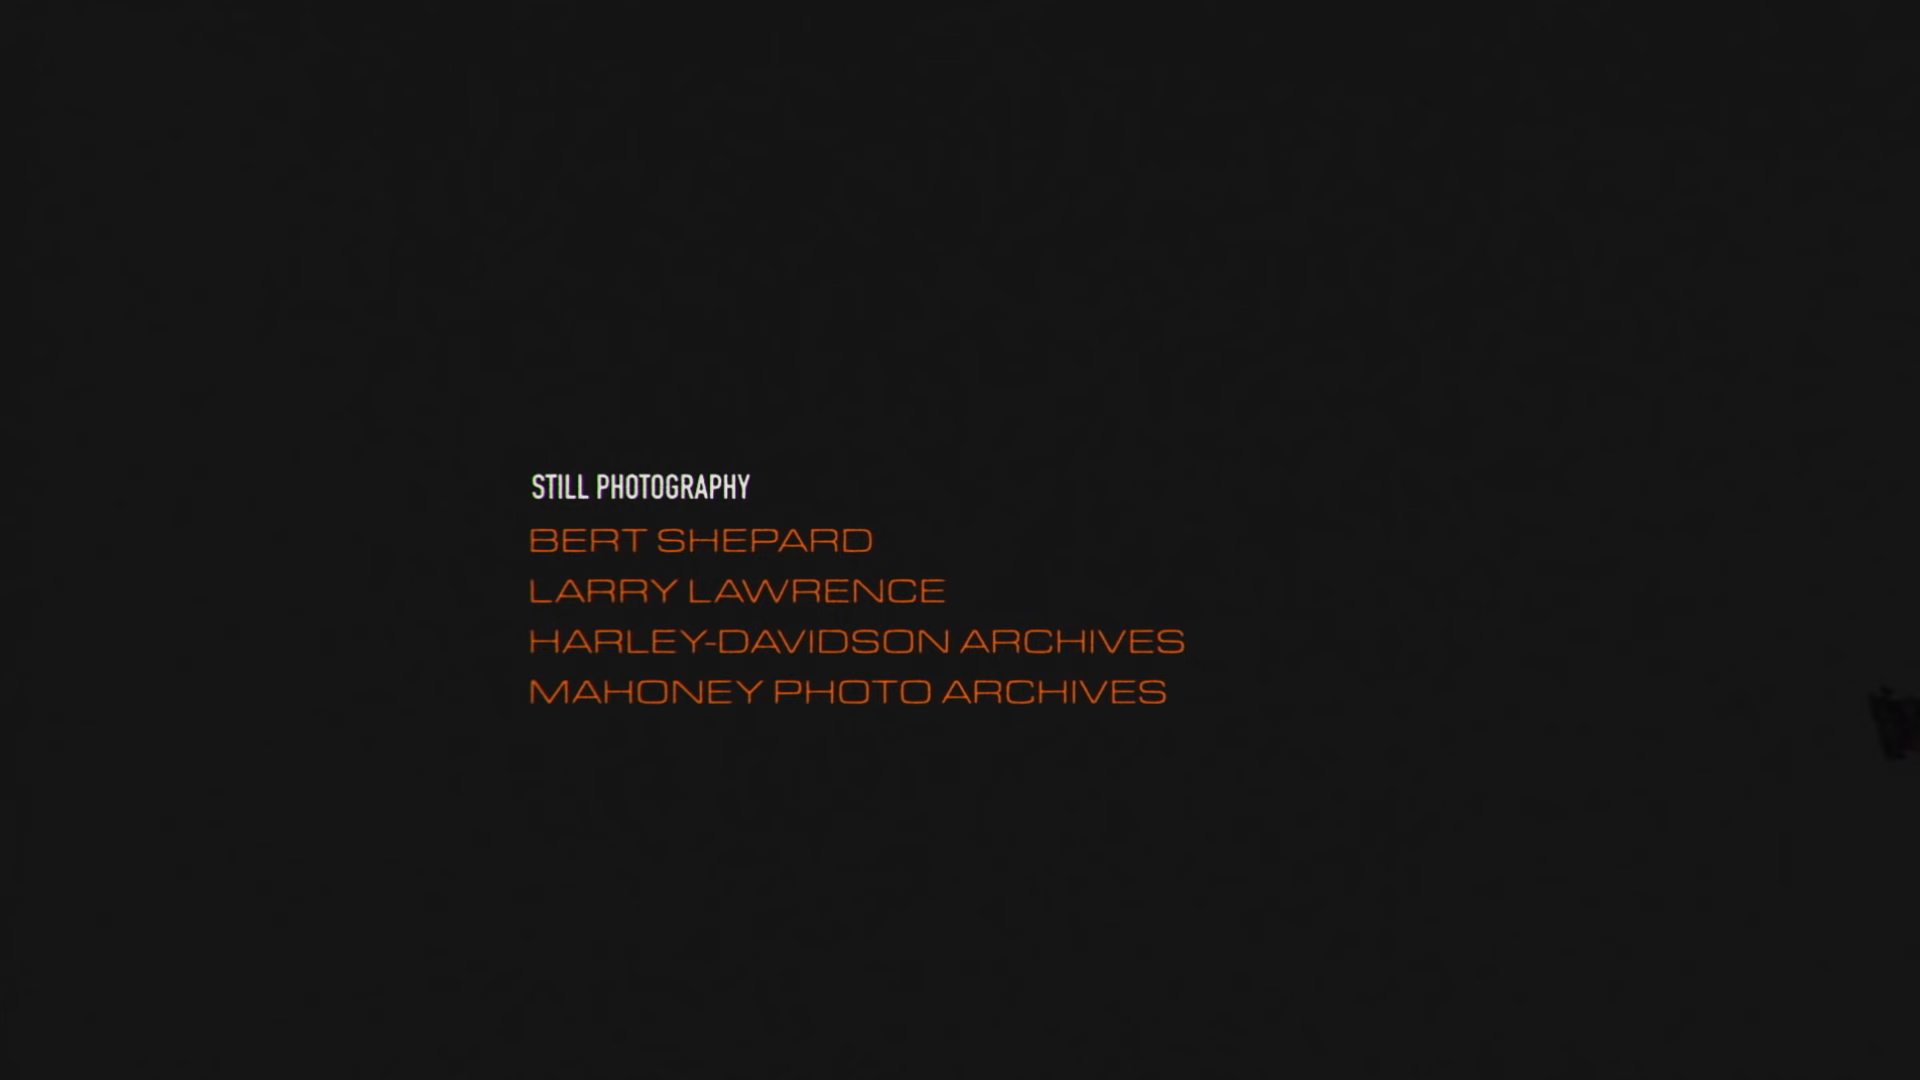 STILL PHOTOGRAPHY
BERT SHEPARD
LARRY LAWRENCE
HARLEY-DAVIDSON ARCHIVES
MAHONEY PHOTO ARCHIVES